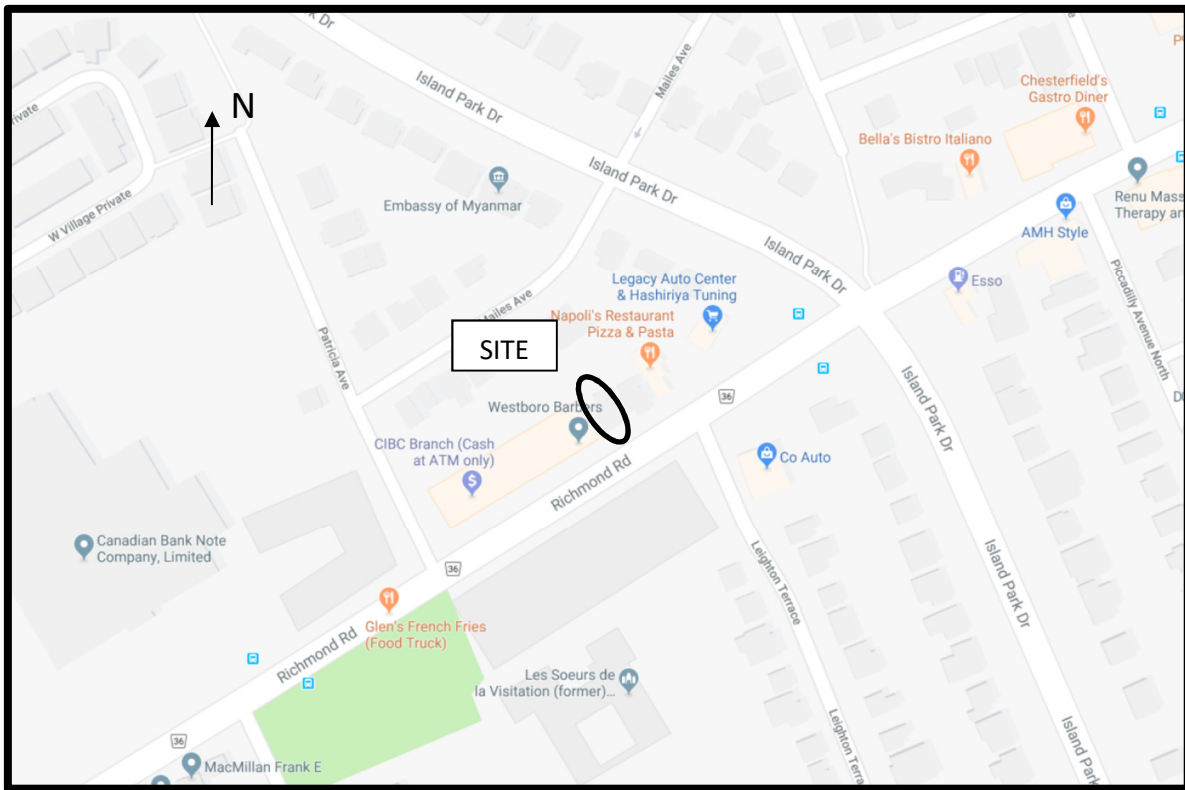 k Dr
Island Park Dr
Mailes Ave
Chesterfield's
Gastro Diner
N
Bella's Bistro Italiano
Island Park Dr
Embassy of Myanmar
Renu Mass
Therapy an
W Village Private
AMH Style
Island Park Dr
Legacy Auto Center
& Hashiriya Tuning
Esso
Piccadilly Avenue North
Mailes Ave
Napoli's Restaurant
Pizza & Pasta
SITE
Patricia Ave
36
Island Park Dr
Westboro Barbers
CIBC Branch (Cash
at ATM only)
Co Auto
Richmond Rd
Canadian Bank Note
Company, Limited
36
Leighton Terrace
Island Park Dr
Glen's French Fries
(Food Truck)
Richmond Rd
Les Soeurs de
la Visitation (former)...
Leighton Terra
Island Park
36
MacMillan Frank E